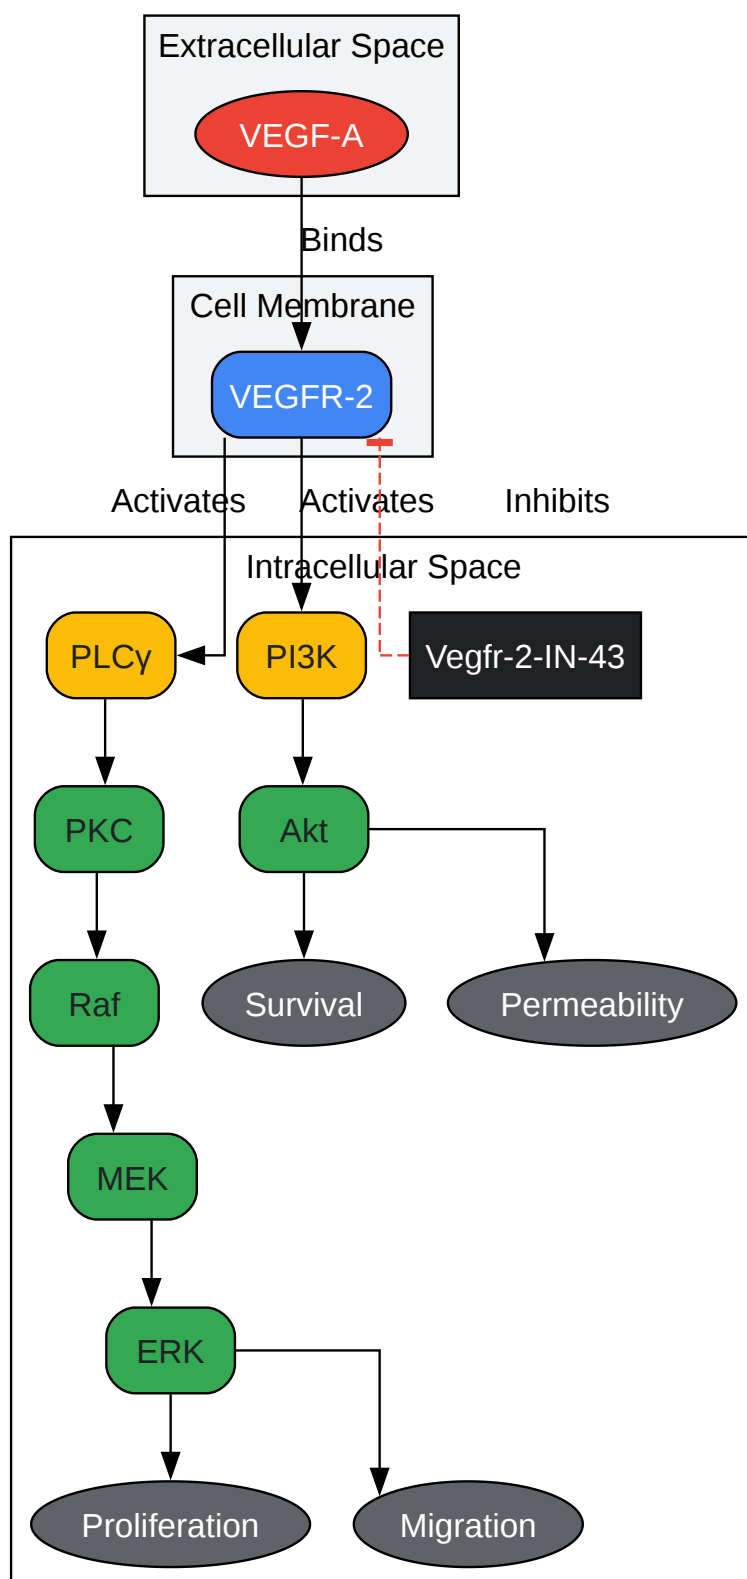 Extracellular Space
VEGF-A
Binds
Cell Membrane
VEGFR-2
Activates
Activates
Inhibits
Intracellular Space
PLCγ
PI3K
Vegfr-2-IN-43
PKC
Akt
Raf
Survival
Permeability
MEK
ERK
Proliferation
Migration